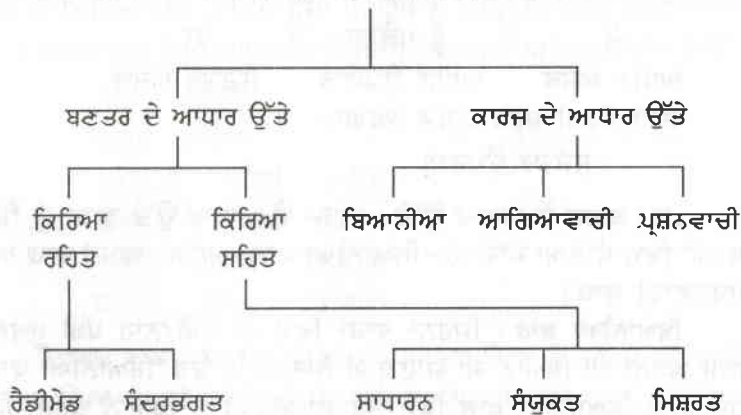 ਬਣਤਰ ਦੇ ਆਧਾਰ ਉੱਤੇ ਕਾਰਜ ਦੇ ਆਧਾਰ ਉੱਤੇ
ਕਿਰਿਆ ਕਿਰਿਆ ਬਿਆਨੀਆ ਆਗਿਆਵਾਚੀ ਪ੍ਰਸ਼ਨਵਾਚੀ
ਰਹਿਤ ਸਹਿਤ
ਰੈਡੀਮੇਡ ਸੰਦਰਭਗਤ ਸਾਧਾਰਨ ਸੰਯੁਕਤ ਮਿਸ਼ਰਤ